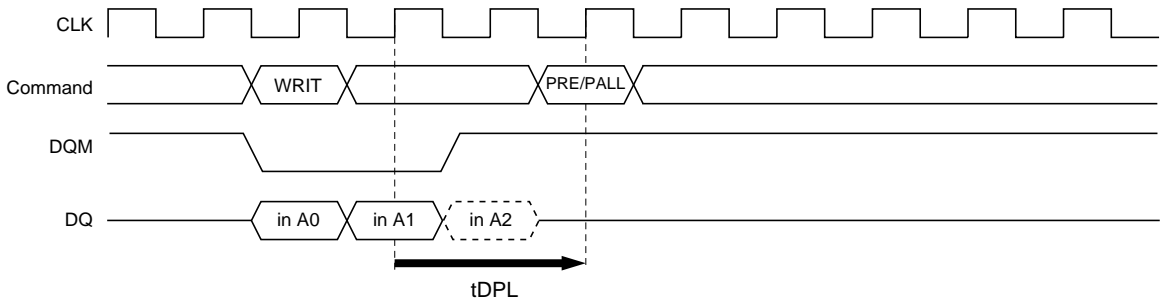 CLK
Command WRIT PRE/PALL
DQM
DQ in A0 in A1 in A2
tDPL